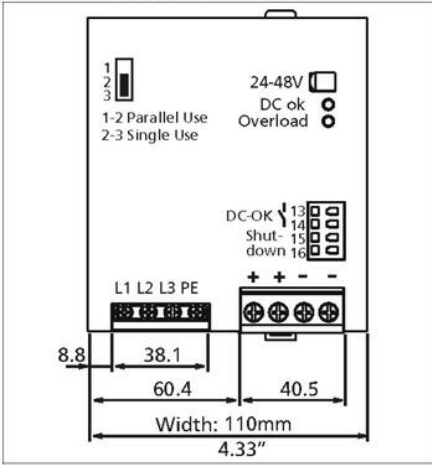 1
2
3
1-2 Parallel Use
2-3 Single Use
24-48V
DC ok
Overload
DC-OK
13
14
Shut-
down
15
16
+ + − −
L1 L2 L3 PE
8.8
38.1
60.4
40.5
Width: 110mm
4.33"